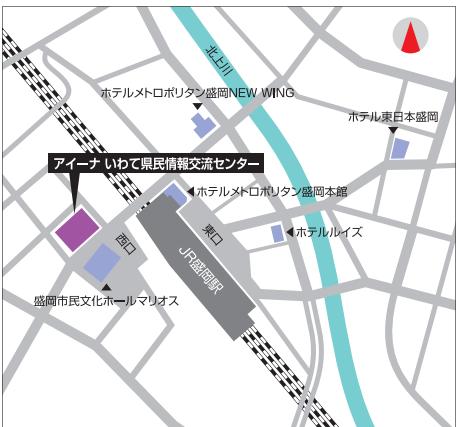 北上川
ホテルメトロポリタン盛岡NEW WING
ホテル東日本盛岡
アイーナ いわて県民情報交流センター
ホテルメトロポリタン盛岡本館
東口
ホテルルイズ
西口
JR盛岡駅
盛岡市民文化ホールマリオス